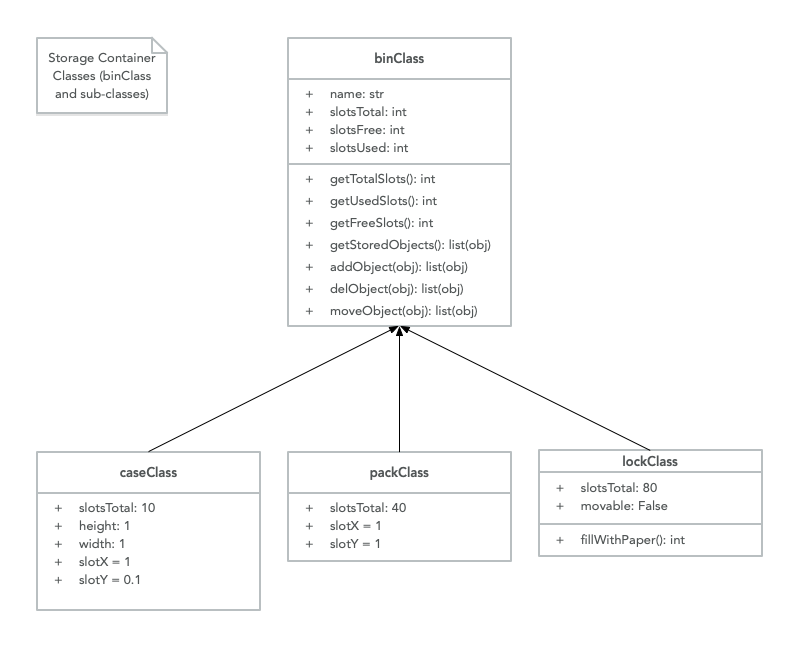 Storage Container
Classes (binClass
and sub-classes)
binClass
+ name: str
+ slotsTotal: int
+ slotsFree: int
+ slotsUsed: int
+ getTotalSlots(): int
+ getUsedSlots(): int
+ getFreeSlots(): int
+ getStoredObjects(): list(obj)
+ addObject(obj): list(obj)
+ delObject(obj): list(obj)
+ moveObject(obj): list(obj)
caseClass
+ slotsTotal: 10
+ height: 1
+ width: 1
+ slotX = 1
+ slotY = 0.1
packClass
+ slotsTotal: 40
+ slotX = 1
+ slotY = 1
lockClass
+ slotsTotal: 80
+ movable: False
+ fillWithPaper(): int